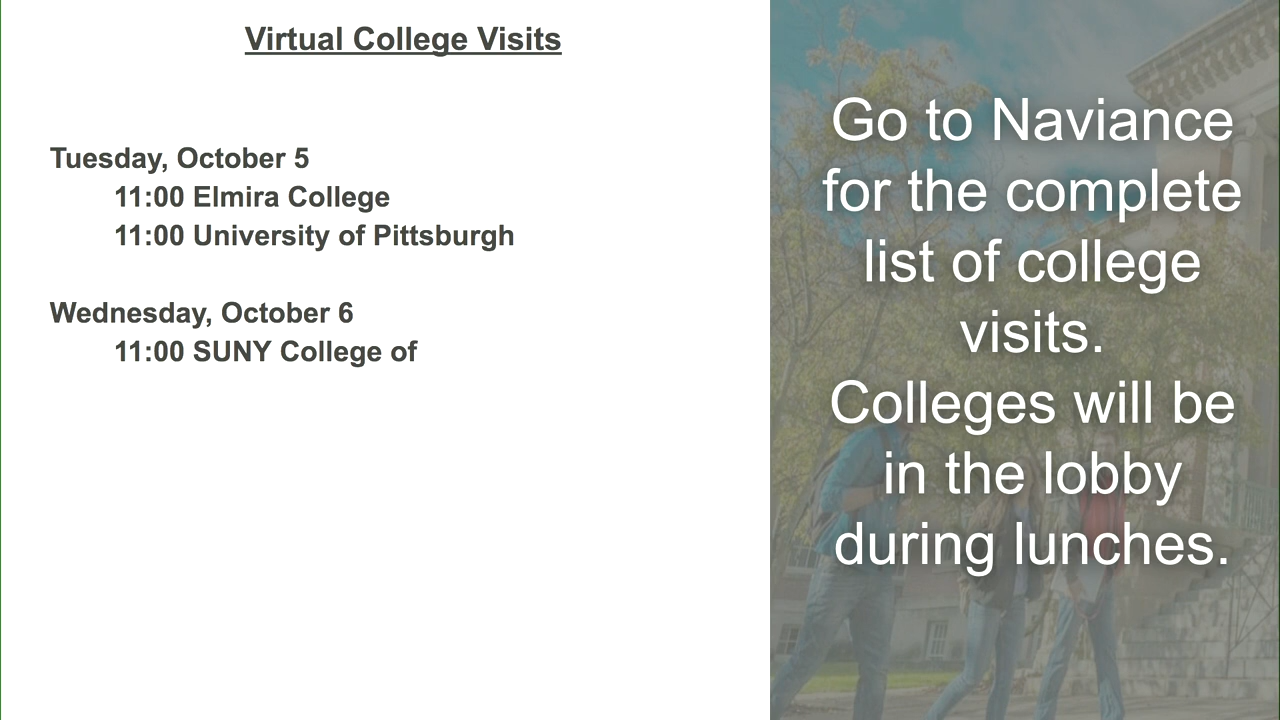 Virtual College Visits
Tuesday, October 5
11:00 Elmira College
11:00 University of Pittsburgh
Wednesday, October 6
11:00 SUNY College of
Go to Naviance
for the complete
list of college
visits.
Colleges will be
in the lobby
during lunches.